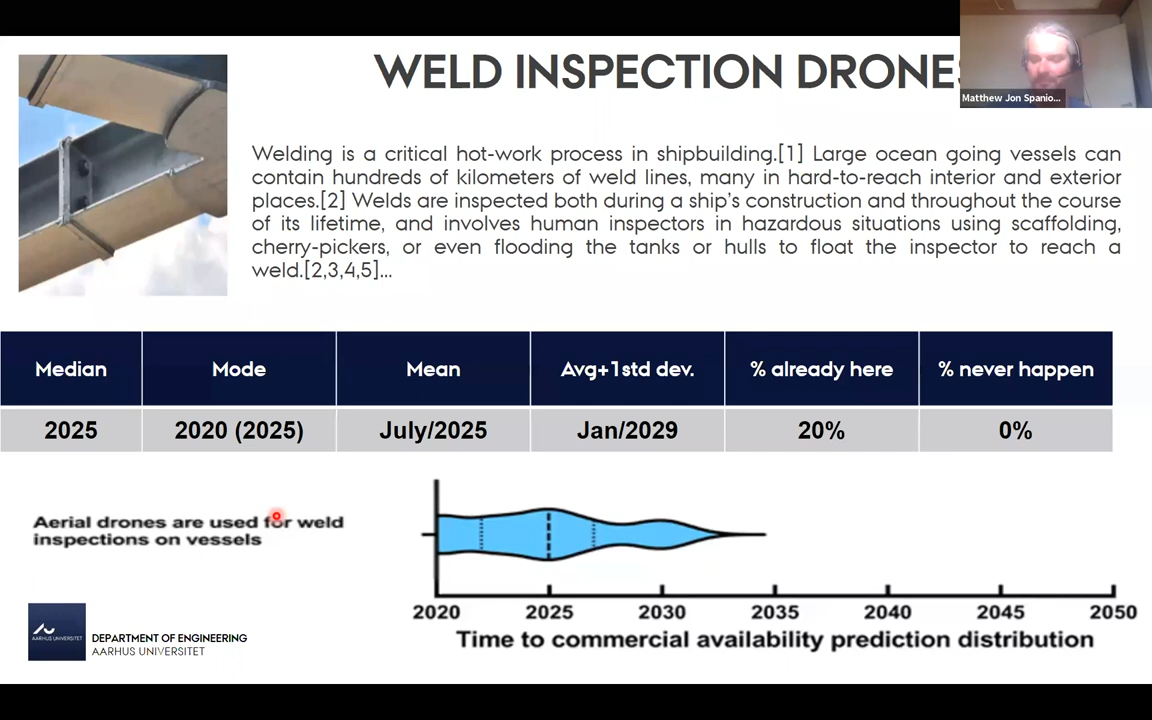 WELD INSPECTION DRONES
Matthew Jon Spanio...
Welding is a critical hot-work process in shipbuilding.[1] Large ocean going vessels can
contain hundreds of kilometers of weld lines, many in hard-to-reach interior and exterior
places.[2] Welds are inspected both during a ship's construction and throughout the course
of its lifetime, and involves human inspectors in hazardous situations using scaffolding,
cherry-pickers, or even flooding the tanks or hulls to float the inspector to reach a
weld.[2,3,4,5]...
Median Mode Mean Avg+1std dev. % already here % never happen
2025 2020 (2025) July/2025 Jan/2029 20% 0%
Aerial drones are used for weld
inspections on vessels
2020 2025 2030 2035 2040 2045 2050
Time to commercial availability prediction distribution
AARHUS UNIVERSITET
DEPARTMENT OF ENGINEERING
AARHUS UNIVERSITET